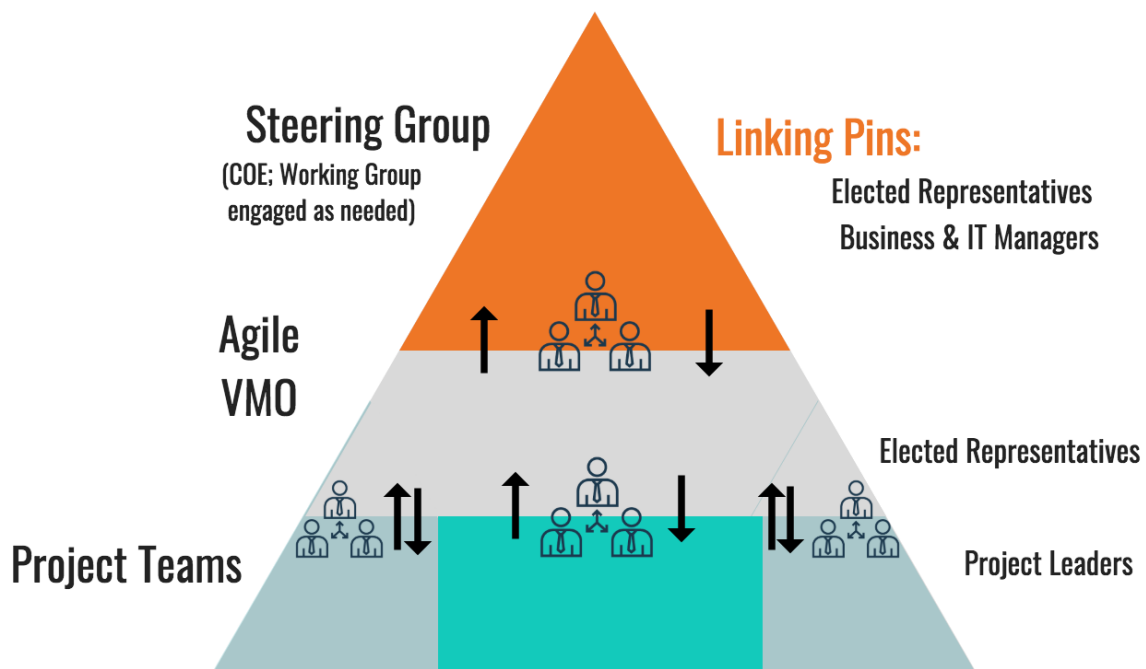 Steering Group
(COE; Working Group
engaged as needed)
Linking Pins:
Elected Representatives
Business & IT Managers
Agile
VMO
Elected Representatives
Project Teams
Project Leaders